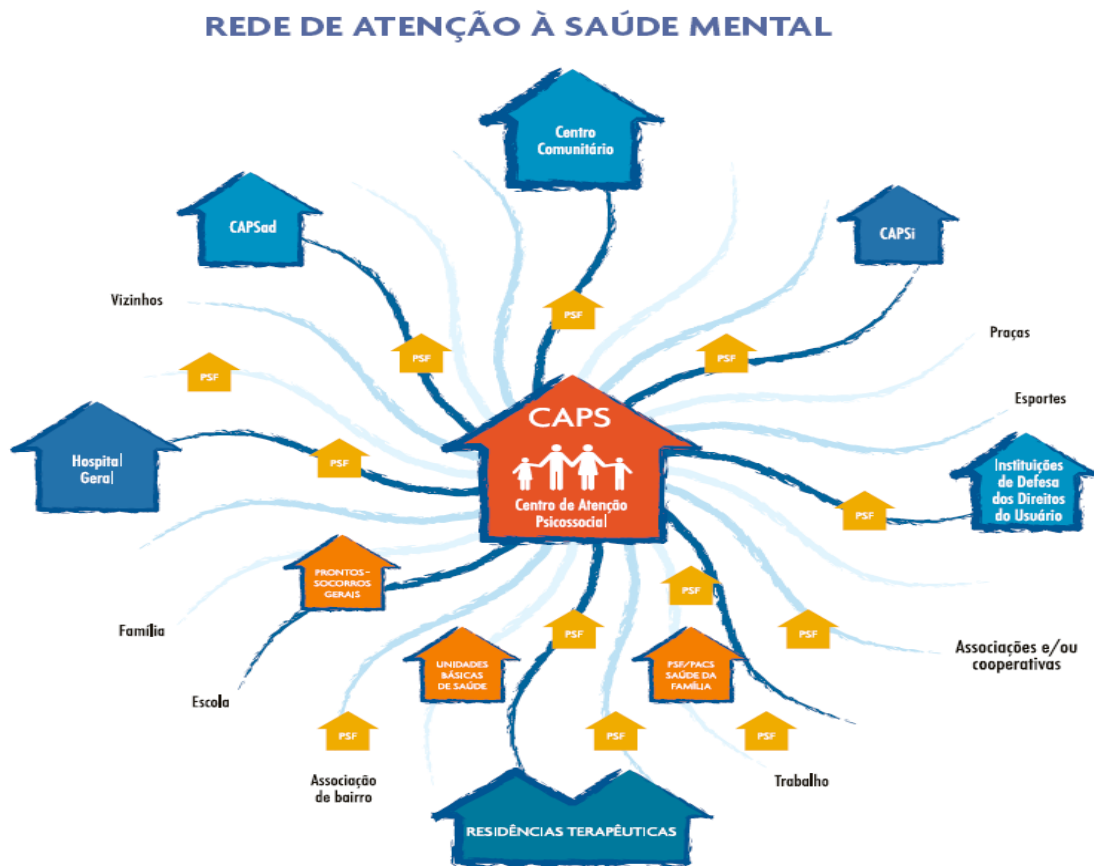 REDE DE ATENÇÃO À SAÚDE MENTAL
Centro
Comunitário
CAPSad
CAPSi
Vizinhos
PSF
PSF
PSF
Praças
PSF
Esportes
CAPS
Centro de Atenção
Psicossocial
Hospital
Geral
PSF
Instituições
de Defesa
dos Direitos
do Usuário
PSF
PRONTOS-
SOCORROS
GERAIS
PSF
Família
PSF
PSF
Associações e/ou
cooperativas
UNIDADES
BÁSICAS
DE SAÚDE
PSF/PACS
SAÚDE DA
FAMÍLIA
Escola
PSF
PSF
PSF
Associação
de bairro
Trabalho
RESIDÊNCIAS TERAPÊUTICAS